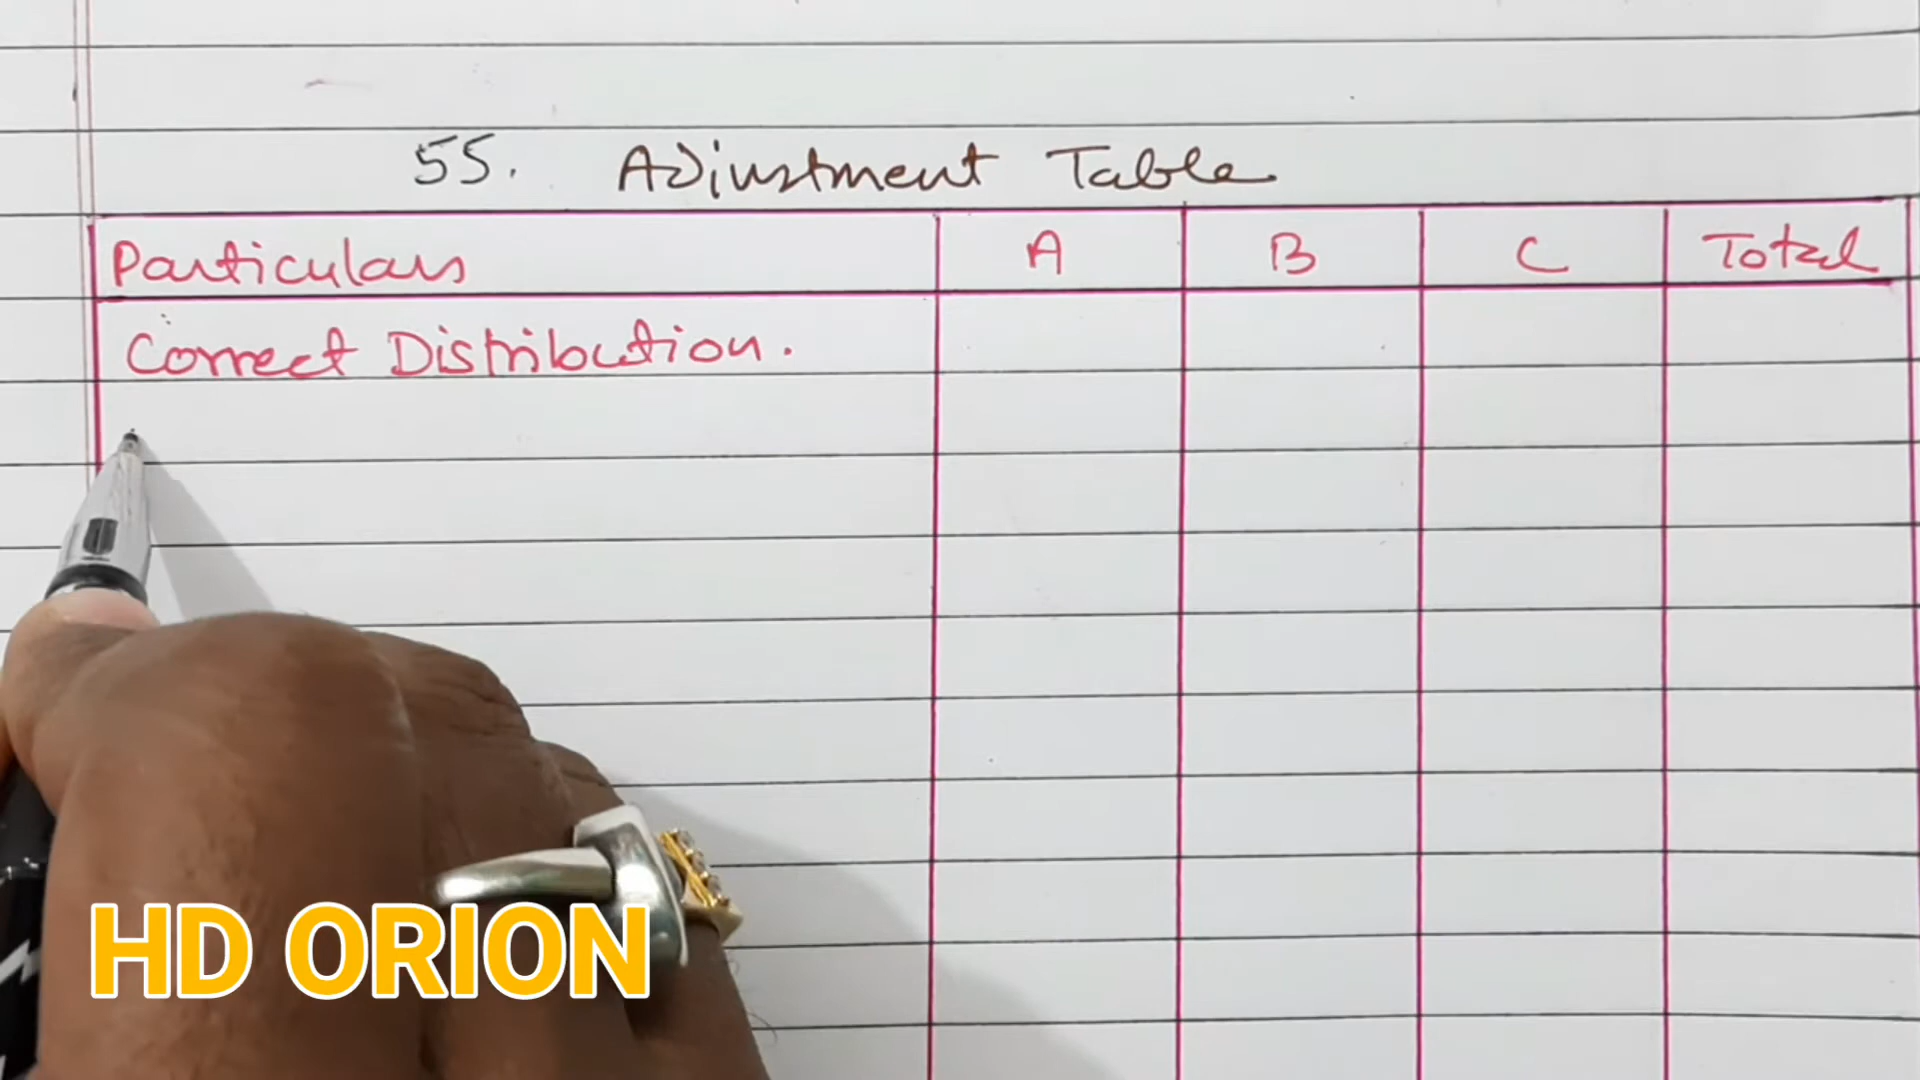 55. Adjustment Table
Particulars A B C Total
Correct Distribution.
HD ORION